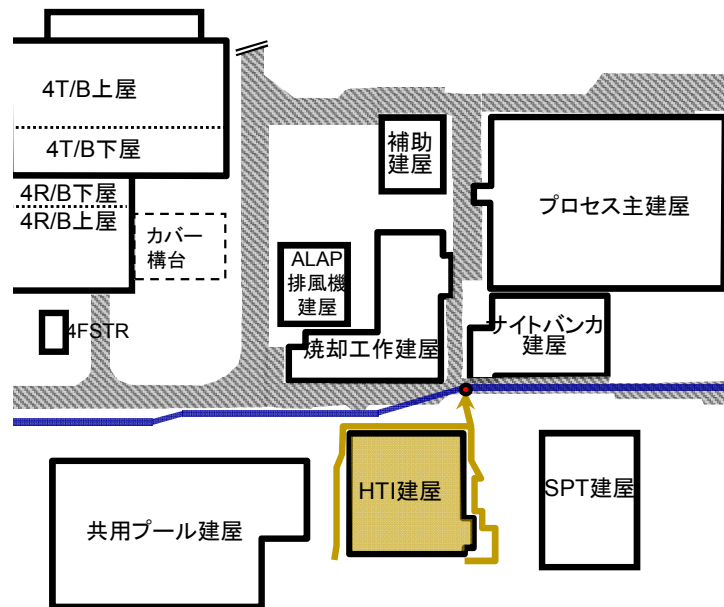 4T/B上屋
4T/B下屋
4R/B下屋
4R/B上屋
カバー
構台
4FSTR
補助
建屋
ALAP
排風機
建屋
焼却工作建屋
プロセス主建屋
サイトバンカ
建屋
HTI建屋
SPT建屋
共用プール建屋